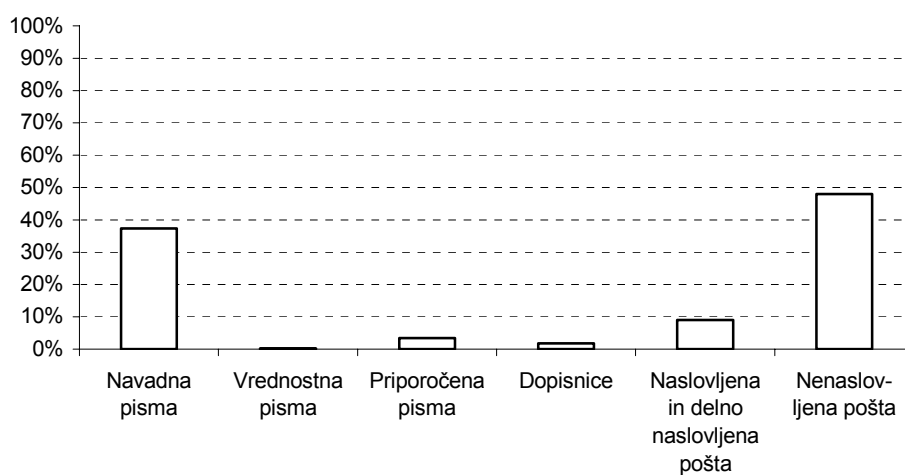 100%
90%
80%
70%
60%
50%
40%
30%
20%
10%
0%
Navadna
pisma
Vrednostna
pisma
Priporočena
pisma
Dopisnice
Naslovljena
in delno
naslovljena
pošta
Nenaslov-
ljena pošta